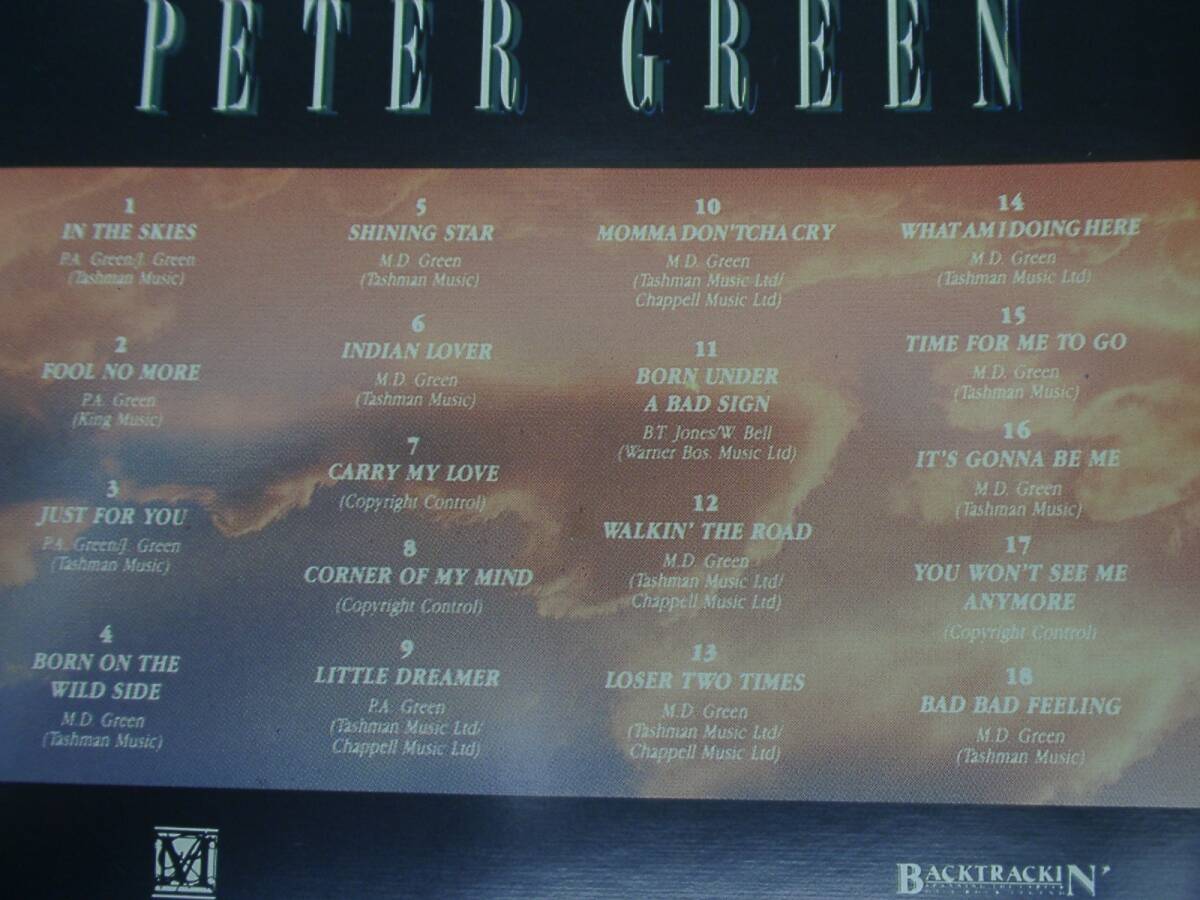 PETER GREEN
1
IN THE SKIES
P.A. Green/J. Green
(Tashman Music)
2
FOOL NO MORE
P.A. Green
(King Music)
3
JUST FOR YOU
P.A. Green/J. Green
(Tashman Music)
4
BORN ON THE
WILD SIDE
M.D. Green
(Tashman Music)
5
SHINING STAR
M.D. Green
(Tashman Music)
6
INDIAN LOVER
M.D. Green
(Tashman Music)
7
CARRY MY LOVE
(Copyright Control)
8
CORNER OF MY MIND
(Copyright Control)
9
LITTLE DREAMER
P.A. Green
(Tashman Music Ltd/
Chappell Music Ltd)
10
MOMMA DON'TCHA CRY
M.D. Green
(Tashman Music Ltd/
Chappell Music Ltd)
11
BORN UNDER
A BAD SIGN
B.T. Jones/W. Bell
(Warner Bos. Music Ltd)
12
WALKIN' THE ROAD
M.D. Green
(Tashman Music Ltd/
Chappell Music Ltd)
13
LOSER TWO TIMES
M.D. Green
(Tashman Music Ltd/
Chappell Music Ltd)
14
WHAT AM I DOING HERE
M.D. Green
(Tashman Music Ltd)
15
TIME FOR ME TO GO
M.D. Green
(Tashman Music)
16
IT'S GONNA BE ME
M.D. Green
(Tashman Music)
17
YOU WON'T SEE ME
ANYMORE
(Copyright Control)
18
BAD BAD FEELING
M.D. Green
(Tashman Music)
BACKTRACKIN'